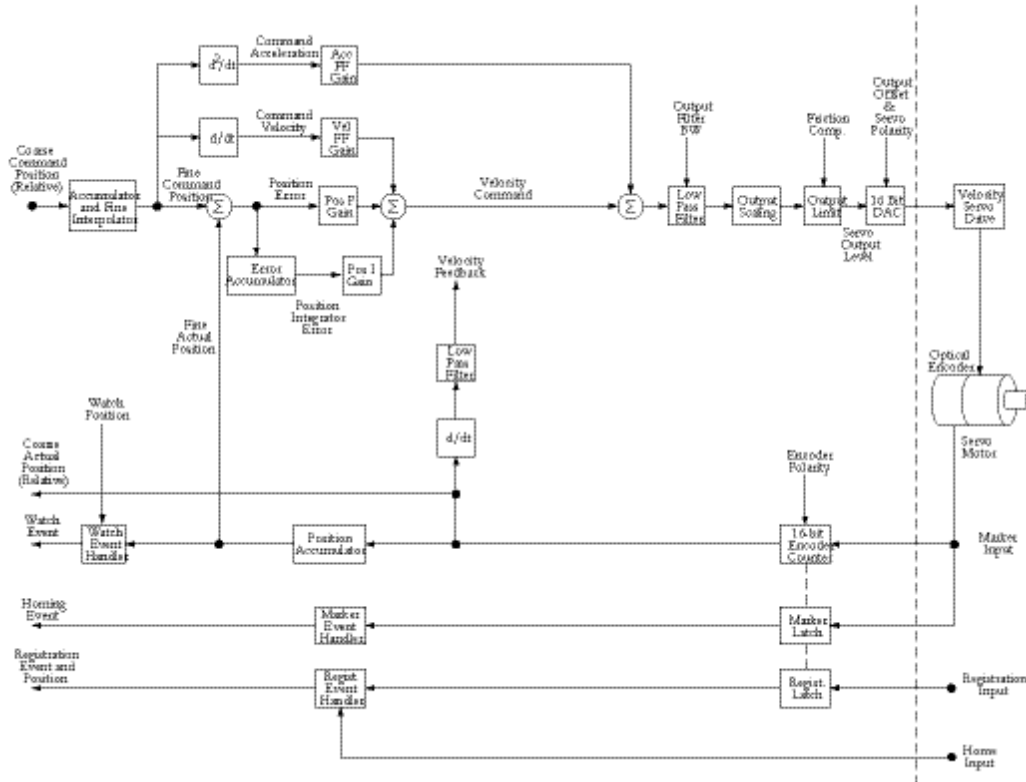 Command
Acceleration
d²/dt
Acc
FF
Gain
Command
Velocity
d/dt
Vel
FF
Gain
Output
Filter
BW
Friction
Comp.
Output
Offset
&
Servo
Polarity
Coarse
Command
Position
(Relative)
Accumulator
and Fine
Interpolator
Fine
Command
Position
Σ
Position
Error
Pos P
Gain
Σ
Velocity
Command
Σ
Low
Pass
Filter
Output
Scaling
Output
Limit
16 Bit
DAC
Velocity
Servo
Drive
Servo
Output
Level
Error
Accumulator
Pos I
Gain
Position
Integrator
Error
Velocity
Feedback
Fine
Actual
Position
Low
Pass
Filter
Optical
Encoder
Servo
Motor
Watch
Position
d/dt
Coarse
Actual
Position
(Relative)
Encoder
Polarity
Watch
Event
Watch
Event
Handler
Position
Accumulator
16-bit
Encoder
Counter
Marker
Input
Homing
Event
Marker
Event
Handler
Marker
Latch
Registration
Event and
Position
Regist
Event
Handler
Regist.
Latch
Registration
Input
Home
Input